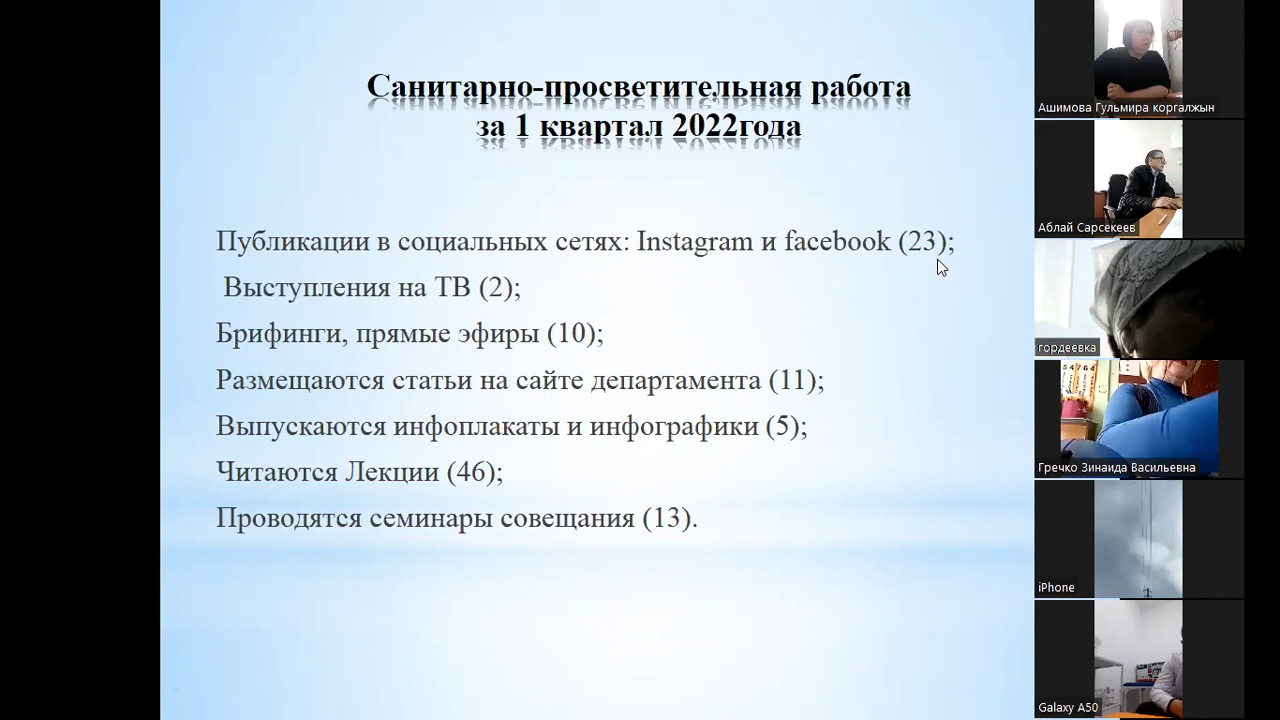 Санитарно-просветительная работа
за 1 квартал 2022года
Публикации в социальных сетях: Instagram и facebook (23);
Выступления на ТВ (2);
Брифинги, прямые эфиры (10);
Размещаются статьи на сайте департамента (11);
Выпускаются инфоплакаты и инфографики (5);
Читаются Лекции (46);
Проводятся семинары совещания (13).
Ашимова Гульмира коргалжын
Аблай Сарсекеев
гордеевка
Гречко Зинаида Васильевна
iPhone
Galaxy A50